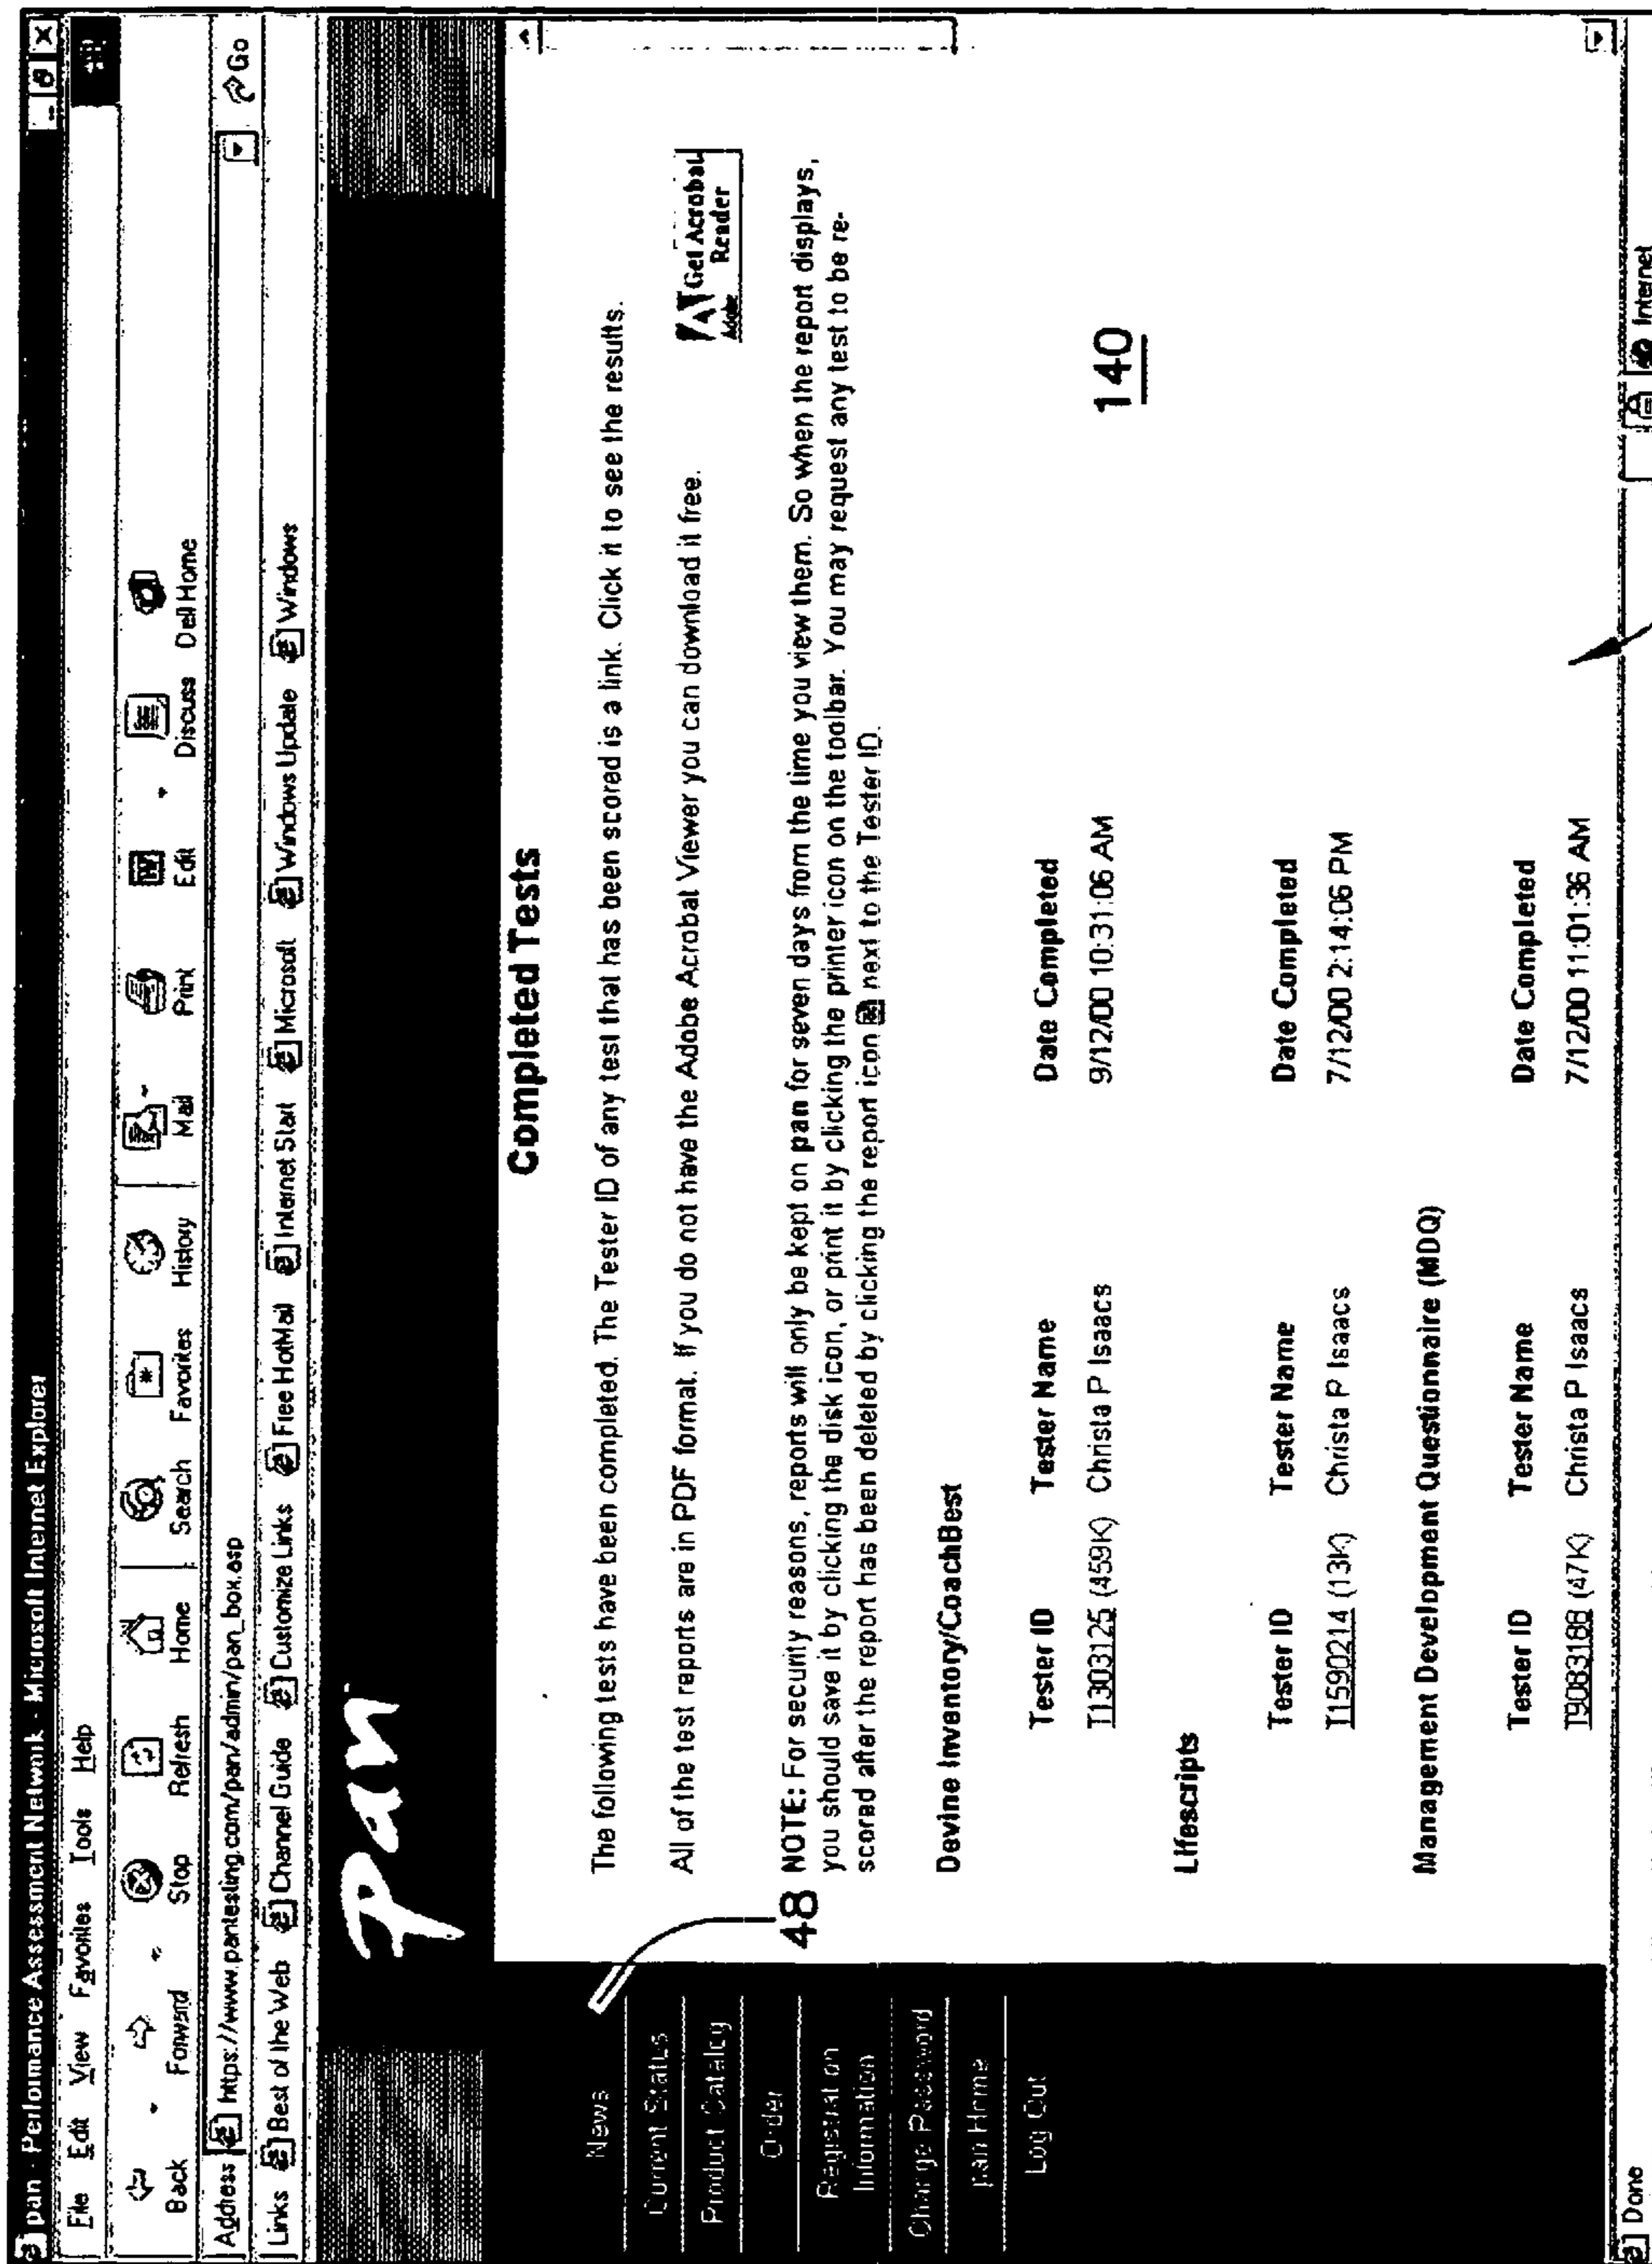 pan - Performance Assessment Network - Microsoft Internet Explorer
File Edit View Favorites Tools Help
Back Forward Stop Refresh Home Search Favorites History Mail Print Edit Discuss Dell Home
Address https://www.pantesting.com/pan/admin/pan_box.asp Go
Links Best of the Web Channel Guide Customize Links Free HotMail Internet Start Microsoft Windows Update Windows
pan
News
Current Status
Product Catalog
Order
Registration
Information
Change Password
pan Home
Log Out
48
Completed Tests
The following tests have been completed. The Tester ID of any test that has been scored is a link. Click it to see the results.
All of the test reports are in PDF format. If you do not have the Adobe Acrobat Viewer you can download it free.
Get Acrobat
Reader
Adobe
NOTE: For security reasons, reports will only be kept on pan for seven days from the time you view them. So when the report displays,
you should save it by clicking the disk icon, or print it by clicking the printer icon on the toolbar. You may request any test to be re-
scored after the report has been deleted by clicking the report icon next to the Tester ID.
Devine Inventory/CoachBest
Tester ID Tester Name Date Completed
T1303125 (459K) Christa P Isaacs 9/12/00 10:31:06 AM
140
Lifescripts
Tester ID Tester Name Date Completed
T1590214 (13K) Christa P Isaacs 7/12/00 2:14:06 PM
Management Development Questionnaire (MDQ)
Tester ID Tester Name Date Completed
T9083188 (47K) Christa P Isaacs 7/12/00 11:01:36 AM
Done Internet